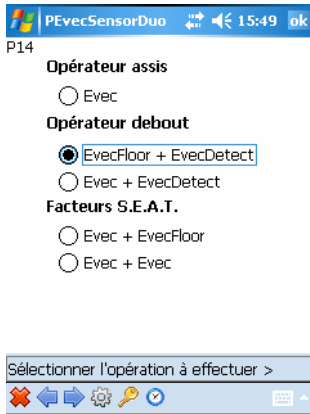 PEvecSensorDuo 15:49 ok
P14
Opérateur assis
Evec
Opérateur debout
EvecFloor + EvecDetect
Evec + EvecDetect
Facteurs S.E.A.T.
Evec + EvecFloor
Evec + Evec
Sélectionner l'opération à effectuer >